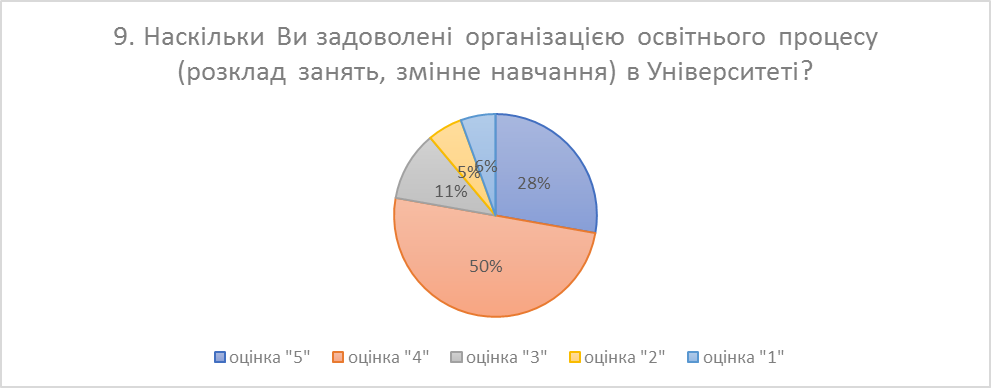 9. Наскільки Ви задоволені організацією освітнього процесу
(розклад занять, змінне навчання) в Університеті?
6%
5%
28%
11%
50%
оцінка "5" оцінка "4" оцінка "3" оцінка "2" оцінка "1"